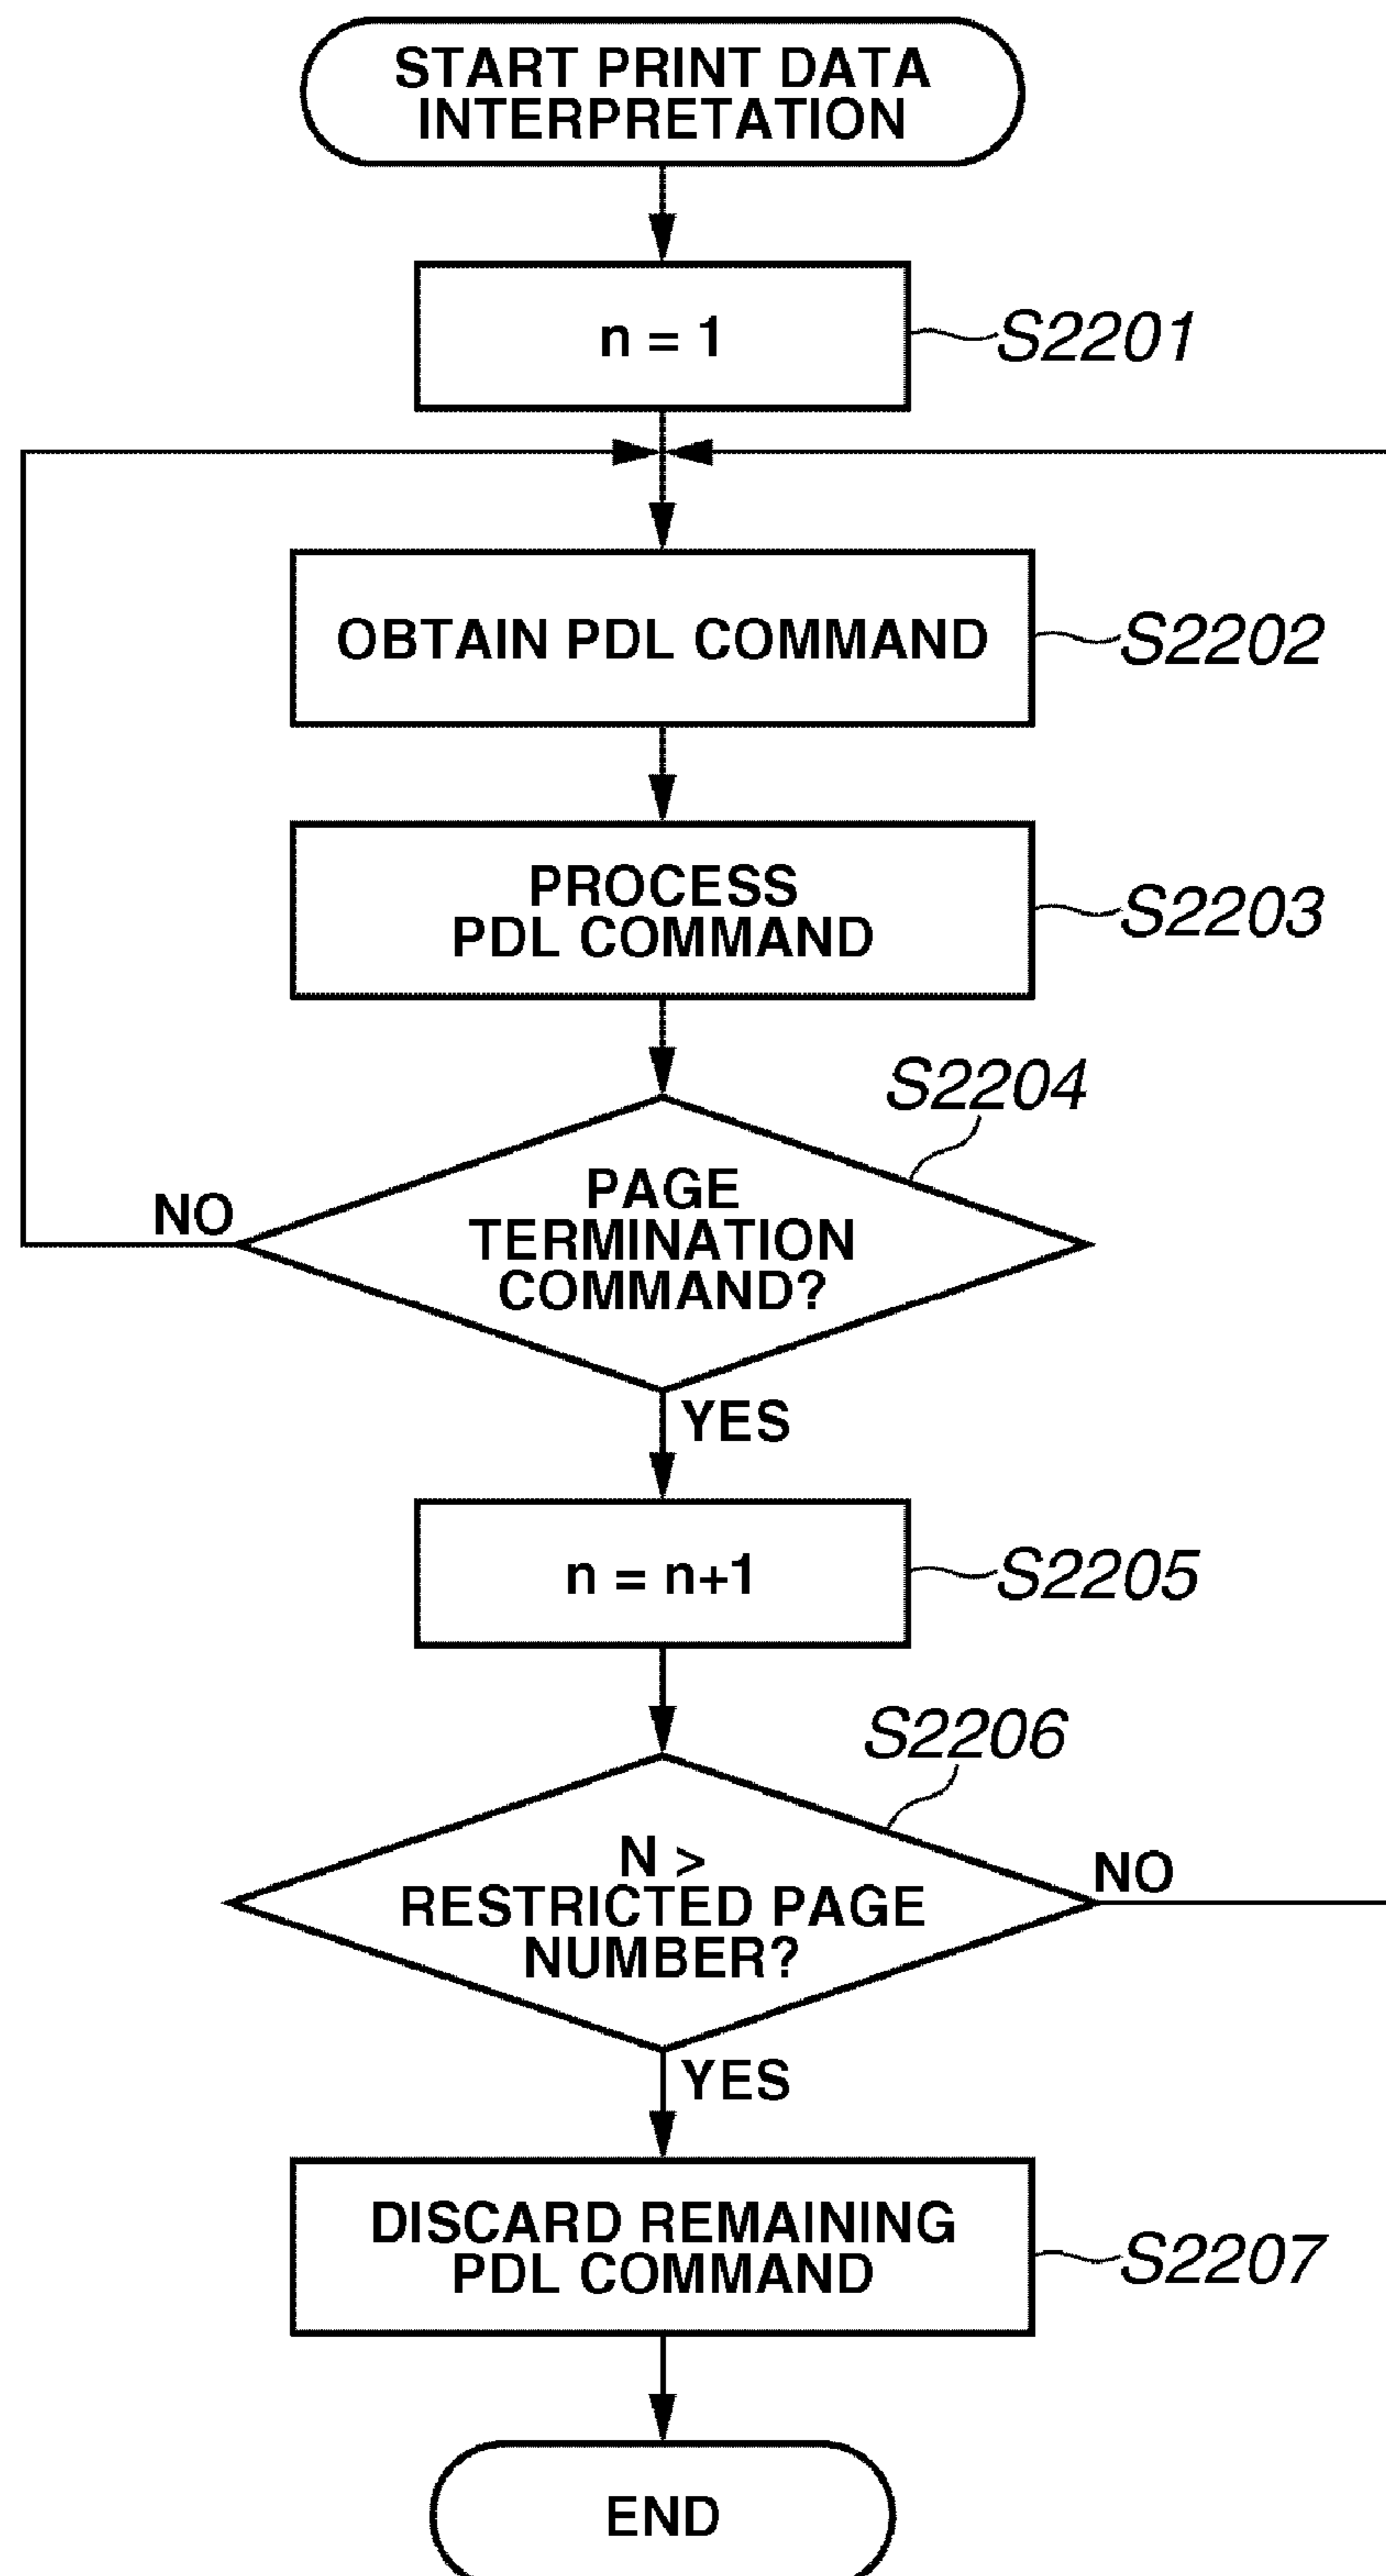 START PRINT DATA
INTERPRETATION
n = 1
S2201
OBTAIN PDL COMMAND
S2202
PROCESS
PDL COMMAND
S2203
S2204
PAGE
TERMINATION
COMMAND?
NO
YES
n = n+1
S2205
S2206
N >
RESTRICTED PAGE
NUMBER?
NO
YES
DISCARD REMAINING
PDL COMMAND
S2207
END